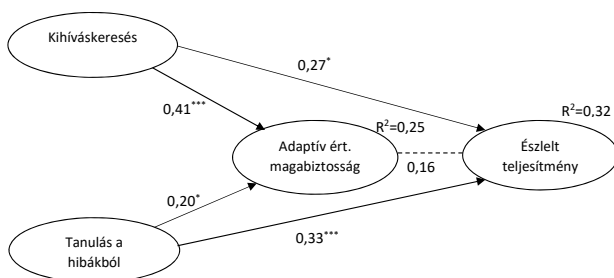 Kihíváskeresés
0,27*
R²=0,32
0,41***
R²=0,25
Adaptív ért.
magabiztosság
Észlelt
teljesítmény
0,16
0,20*
Tanulás a
hibákból
0,33***